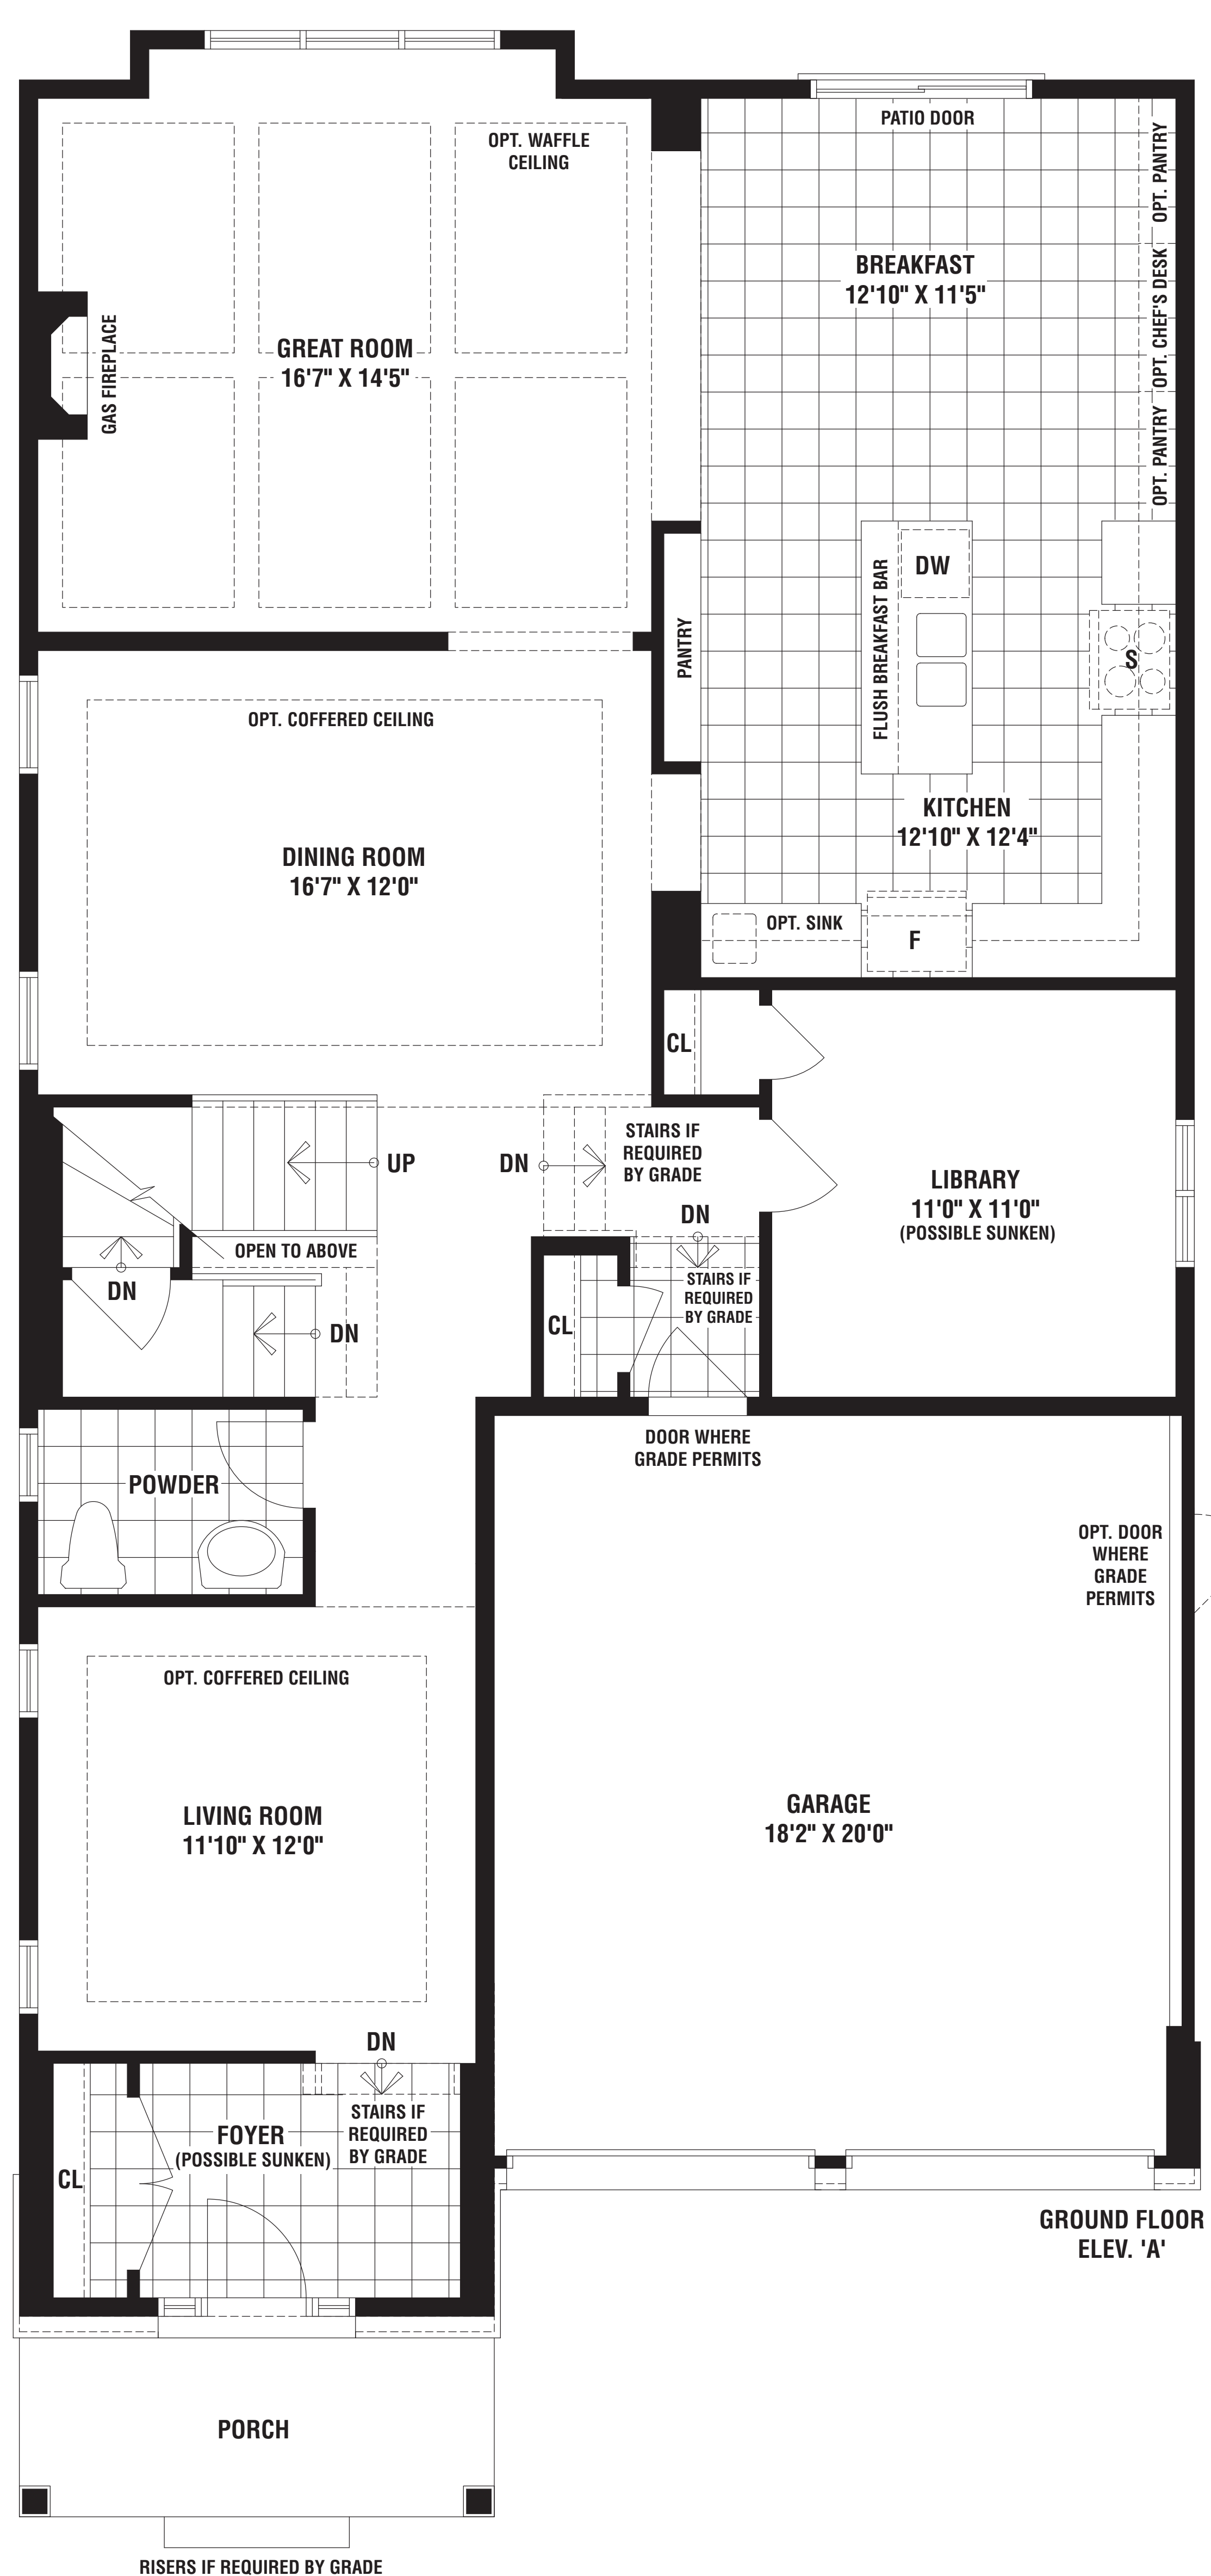 OPT. WAFFLE
CEILING
PATIO DOOR
OPT. PANTRY
BREAKFAST
12'10" X 11'5"
OPT. CHEF'S DESK
GAS FIREPLACE
GREAT ROOM
16'7" X 14'5"
OPT. PANTRY
DW
FLUSH BREAKFAST BAR
PANTRY
S
OPT. COFFERED CEILING
KITCHEN
12'10" X 12'4"
DINING ROOM
16'7" X 12'0"
OPT. SINK
F
CL
STAIRS IF
REQUIRED
BY GRADE
UP
DN
LIBRARY
11'0" X 11'0"
(POSSIBLE SUNKEN)
DN
OPEN TO ABOVE
DN
STAIRS IF
REQUIRED
BY GRADE
CL
DN
DOOR WHERE
GRADE PERMITS
POWDER
OPT. DOOR
WHERE
GRADE
PERMITS
OPT. COFFERED CEILING
LIVING ROOM
11'10" X 12'0"
GARAGE
18'2" X 20'0"
DN
STAIRS IF
REQUIRED
BY GRADE
FOYER
(POSSIBLE SUNKEN)
CL
GROUND FLOOR
ELEV. 'A'
PORCH
RISERS IF REQUIRED BY GRADE